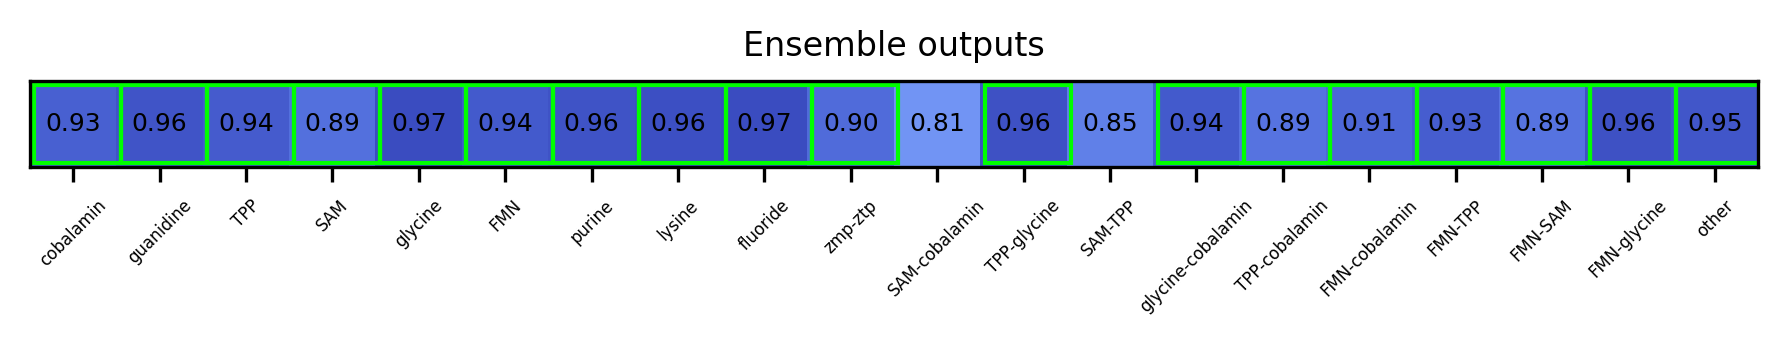 Ensemble outputs
0.93 0.96 0.94 0.89 0.97 0.94 0.96 0.96 0.97 0.90 0.81 0.96 0.85 0.94 0.89 0.91 0.93 0.89 0.96 0.95
cobalamin guanidine TPP SAM glycine FMN purine lysine fluoride zmp-ztp SAM-cobalamin TPP-glycine SAM-TPP glycine-cobalamin TPP-cobalamin FMN-cobalamin FMN-TPP FMN-SAM FMN-glycine other